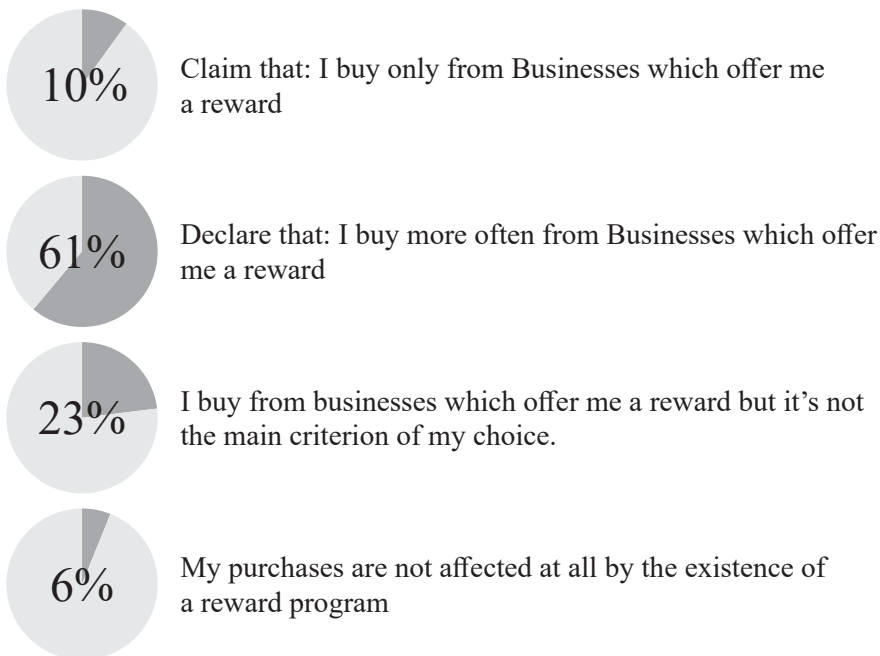 10%
Claim that: I buy only from Businesses which offer me
a reward
61%
Declare that: I buy more often from Businesses which offer
me a reward
23%
I buy from businesses which offer me a reward but it’s not
the main criterion of my choice.
6%
My purchases are not affected at all by the existence of
a reward program